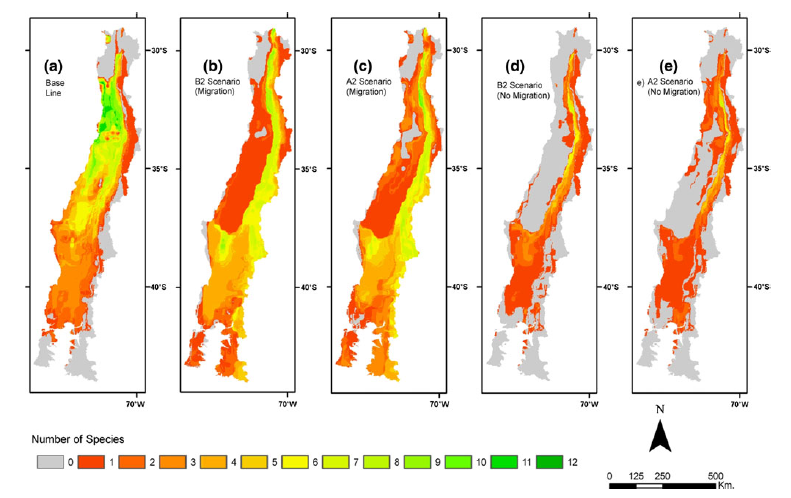 (a)
Base
Line
30°S
35°S
40°S
70°W
(b)
B2 Scenario
(Migration)
30°S
35°S
40°S
70°W
(c)
A2 Scenario
(Migration)
30°S
35°S
40°S
70°W
(d)
B2 Scenario
(No Migration)
30°S
35°S
40°S
70°W
(e)
e) A2 Scenario
(No Migration)
30°S
35°S
40°S
70°W
Number of Species
0 1 2 3 4 5 6 7 8 9 10 11 12
N
0 125 250 500
Km.